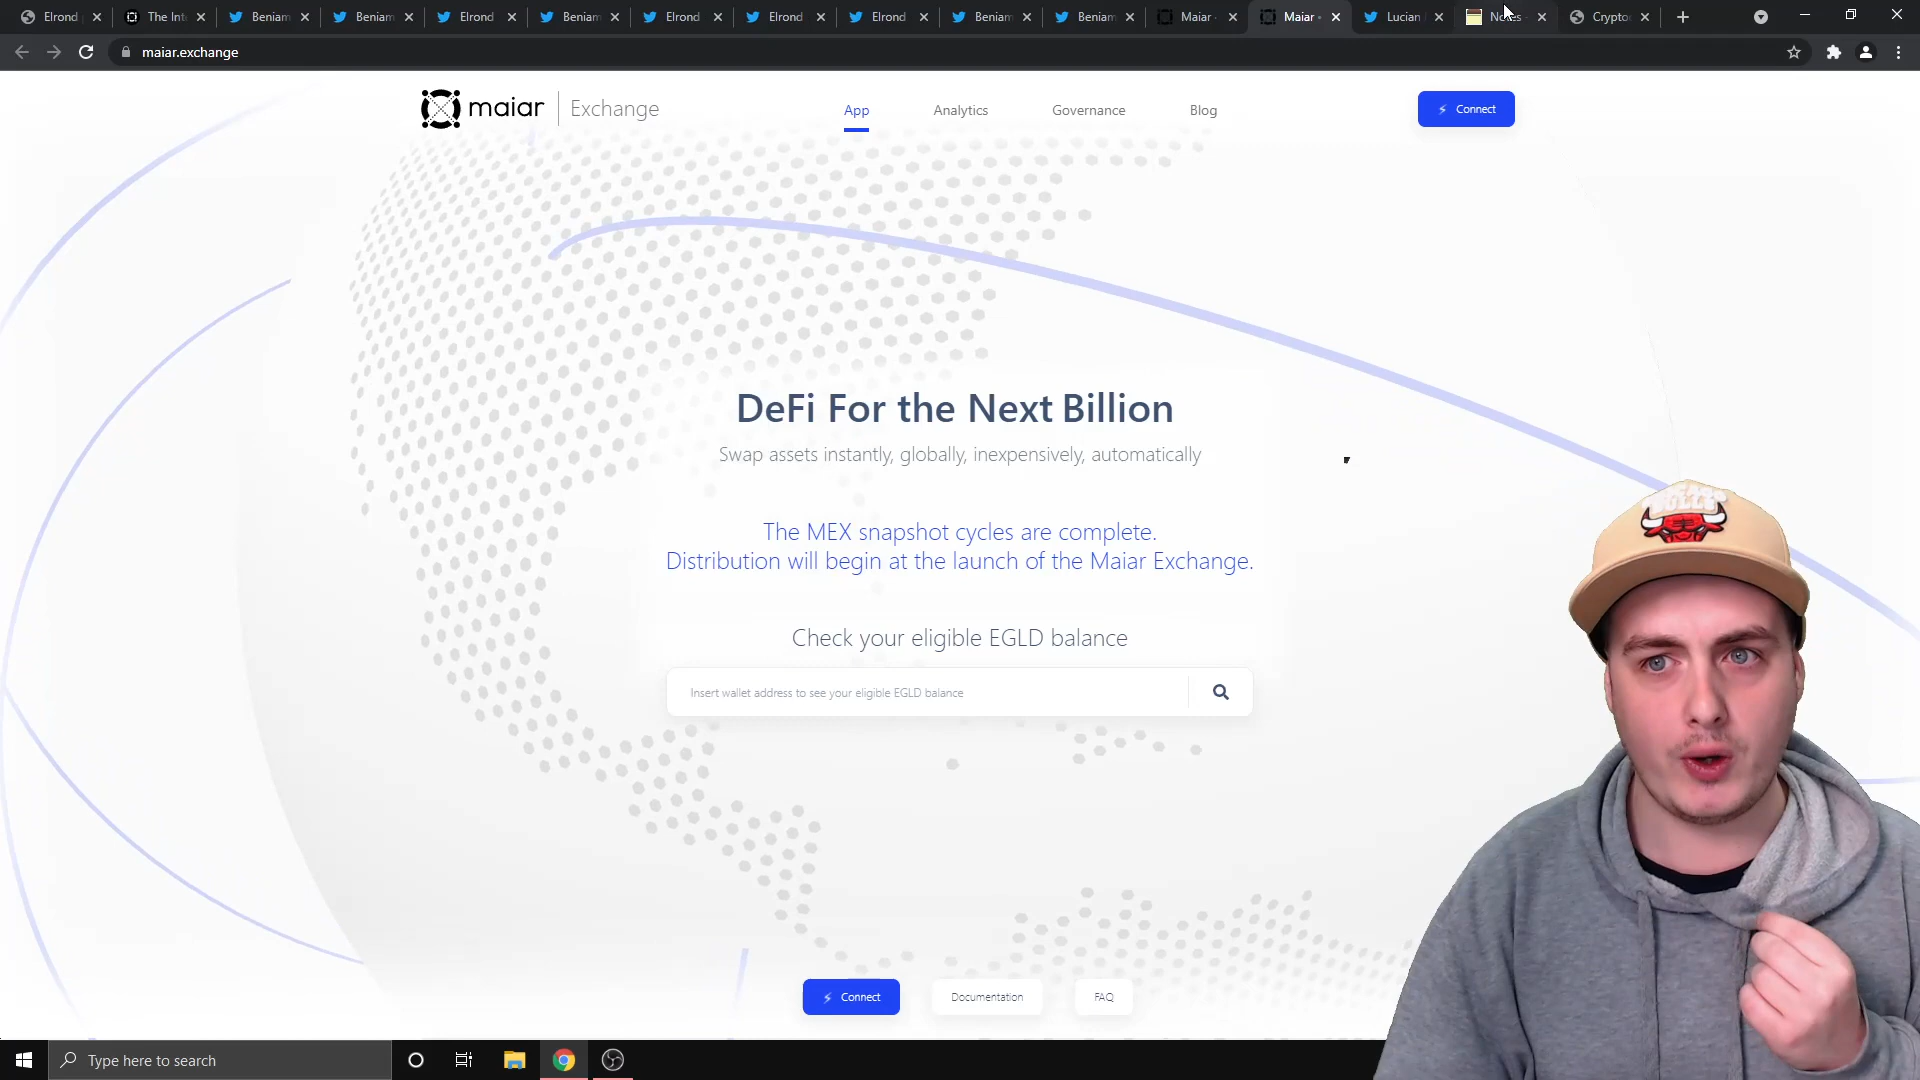 Elrond
The Int
Beniam
Beniam
Elrond
Beniam
Elrond
Elrond
Elrond
Beniam
Beniam
Maiar
Maiar
Lucian
Notes
Crypto
maiar.exchange
maiar Exchange
App
Analytics
Governance
Blog
Connect
DeFi For the Next Billion
Swap assets instantly, globally, inexpensively, automatically
The MEX snapshot cycles are complete.
Distribution will begin at the launch of the Maiar Exchange.
Check your eligible EGLD balance
Insert wallet address to see your eligible EGLD balance
Connect
Documentation
FAQ
Type here to search